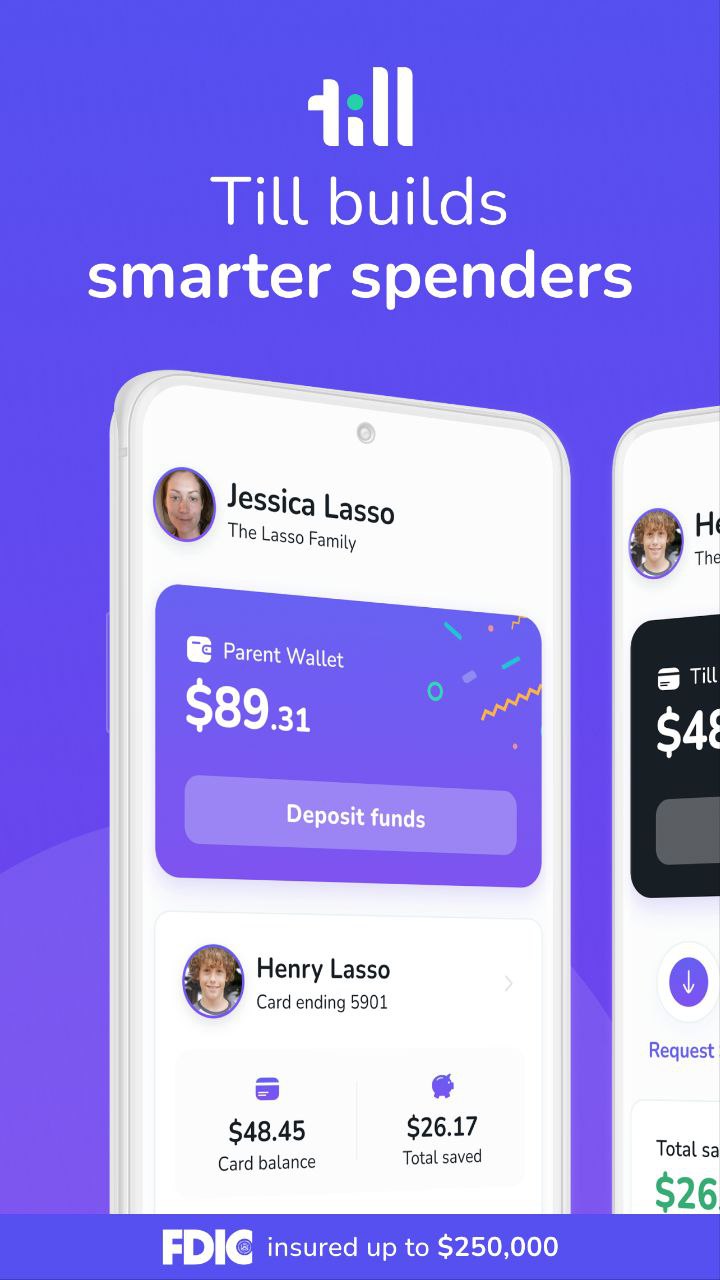 till
Till builds
smarter spenders
Jessica Lasso
The Lasso Family
Parent Wallet
$89.31
Deposit funds
Henry Lasso
Card ending 5901
$48.45
Card balance
$26.17
Total saved
He
The
Till
$48
Request
Total sa
$26.
FDIC insured up to $250,000